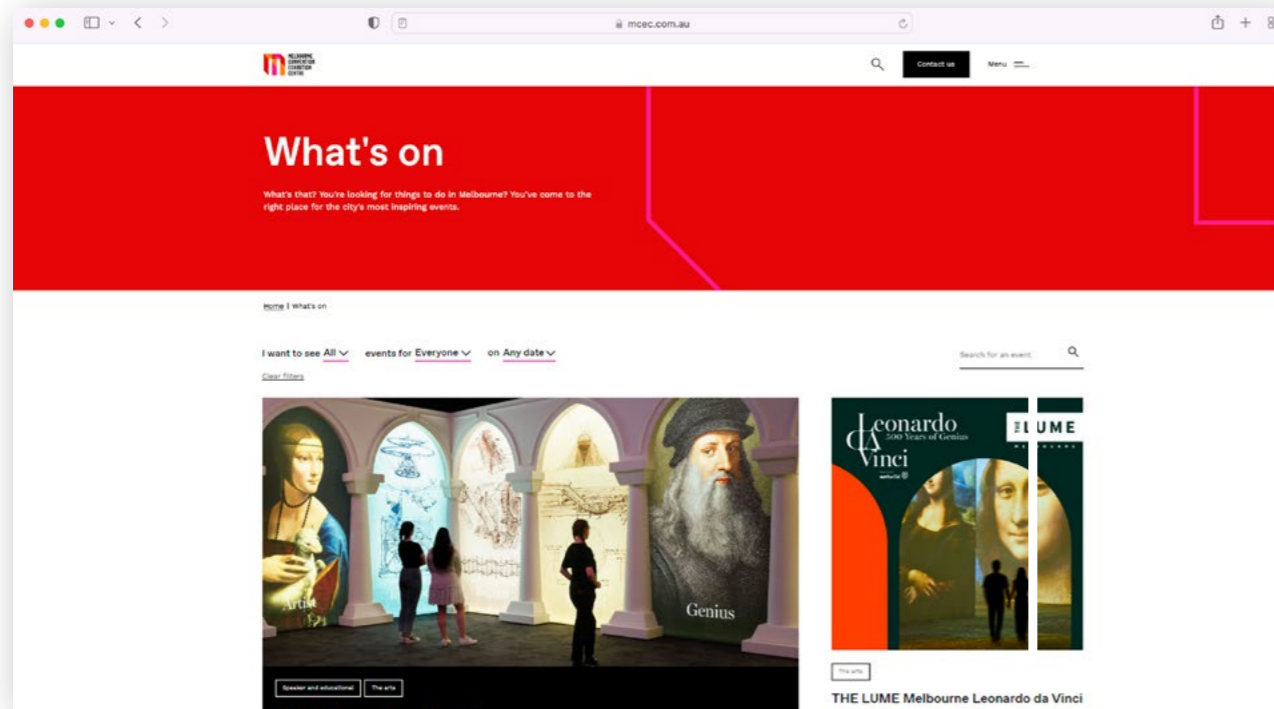 mcec.com.au
MELBOURNE
CONVENTION
EXHIBITION
CENTRE
Contact us
Menu
What's on
What's that? You're looking for things to do in Melbourne? You've come to the
right place for the city's most inspiring events.
Home | What's on
I want to see All events for Everyone on Any date
Search for an event
Clear filters
Artist
Genius
Speaker and educational
The arts
Leonardo
500 Years of Genius
dA
Vinci
THE LUME
MELBOURNE
The arts
THE LUME Melbourne Leonardo da Vinci